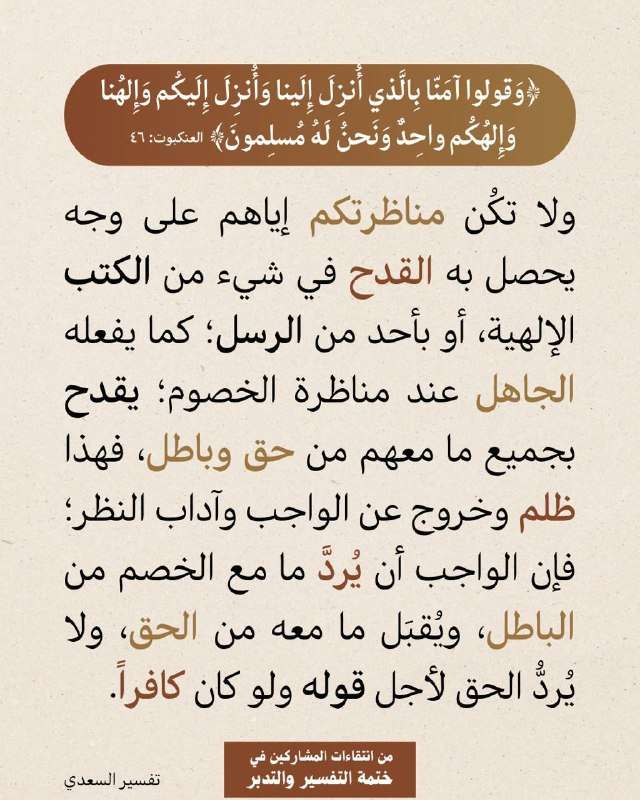 ﴿وَقولوا آمَنّا بِالَّذي أُنزِلَ إِلَينا وَأُنزِلَ إِلَيكُم وَإِلهُنا
وَإِلهُكُم واحِدٌ وَنَحنُ لَهُ مُسلِمونَ﴾ العنكبوت: ٤٦
ولا تكُن مناظرتكم إياهم على وجه
يحصل به القدح في شيء من الكتب
الإلهية، أو بأحد من الرسل؛ كما يفعله
الجاهل عند مناظرة الخصوم؛ يقدح
بجميع ما معهم من حق وباطل، فهذا
ظلم وخروج عن الواجب وآداب النظر؛
فإن الواجب أن يُردَّ ما مع الخصم من
الباطل، ويُقبَل ما معه من الحق، ولا
يُردُّ الحق لأجل قوله ولو كان كافراً.
من انتقاءات المشاركين في
ختمة التفسير والتدبر
تفسير السعدي